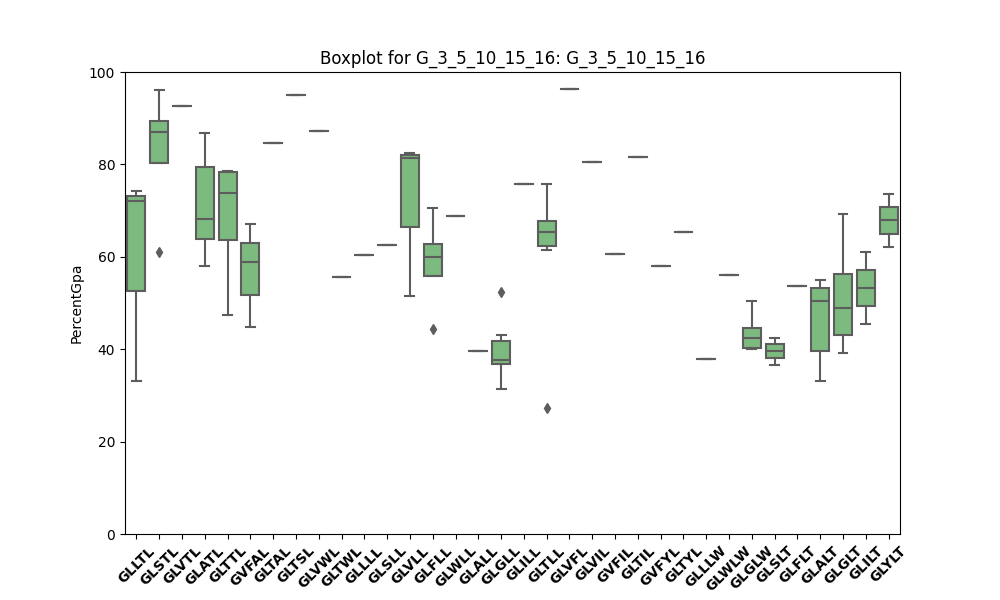 Boxplot for G_3_5_10_15_16: G_3_5_10_15_16
PercentGpa
100
80
60
40
20
0
GLLTL
GLSTL
GLVTL
GLATL
GLTTL
GVFAL
GLTAL
GLTSL
GLVWL
GLTWL
GLLLL
GLSLL
GLVLL
GLFLL
GLWLL
GLALL
GLGLL
GLILL
GLTLL
GLVFL
GLVIL
GVFIL
GLTIL
GVFYL
GLTYL
GLLLW
GLWLW
GLGLW
GLSLT
GLFLT
GLALT
GLGLT
GLILT
GLYLT